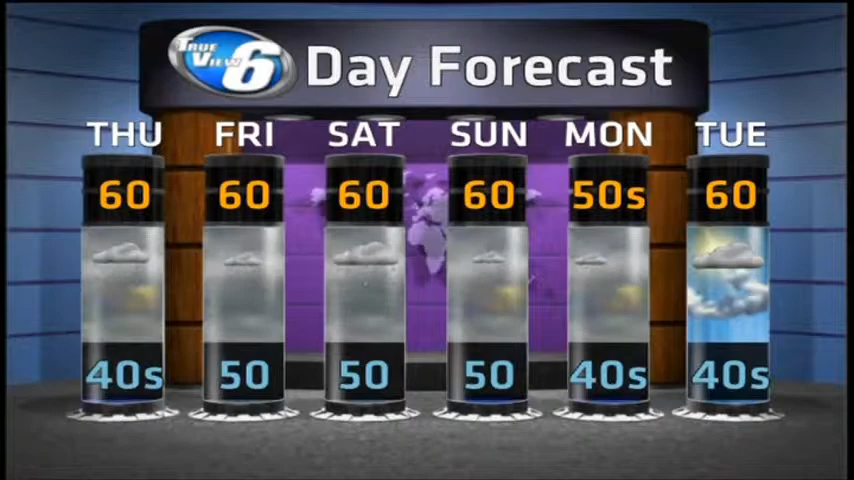 TRUE VIEW 6 Day Forecast
THU FRI SAT SUN MON TUE
60 60 60 60 50s 60
40s 50 50 50 40s 40s